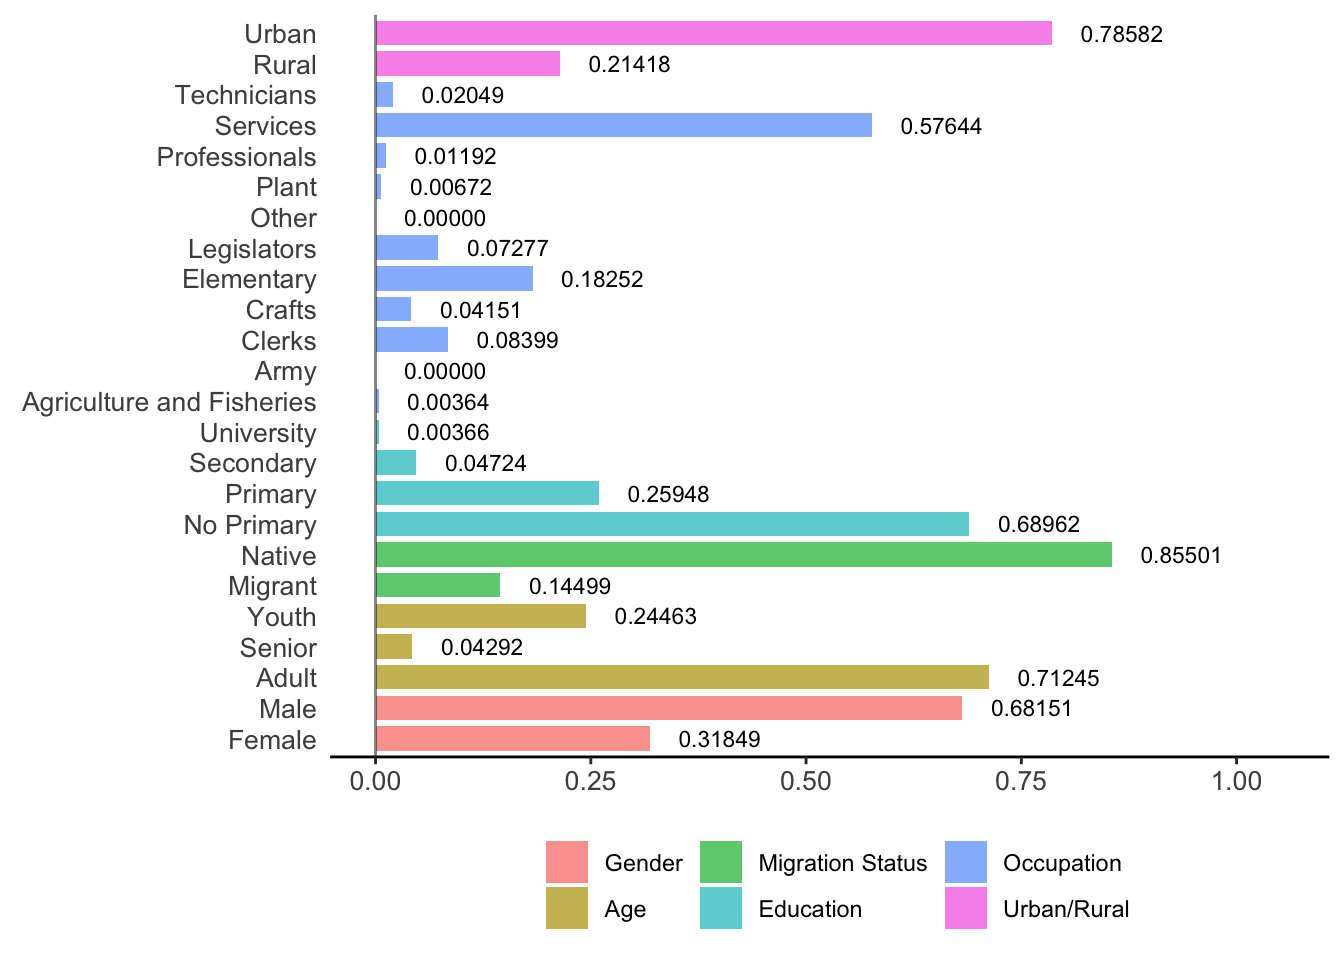 Urban 0.78582
Rural 0.21418
Technicians 0.02049
Services 0.57644
Professionals 0.01192
Plant 0.00672
Other 0.00000
Legislators 0.07277
Elementary 0.18252
Crafts 0.04151
Clerks 0.08399
Army 0.00000
Agriculture and Fisheries 0.00364
University 0.00366
Secondary 0.04724
Primary 0.25948
No Primary 0.68962
Native 0.85501
Migrant 0.14499
Youth 0.24463
Senior 0.04292
Adult 0.71245
Male 0.68151
Female 0.31849
0.00 0.25 0.50 0.75 1.00
Gender Migration Status Occupation
Age Education Urban/Rural